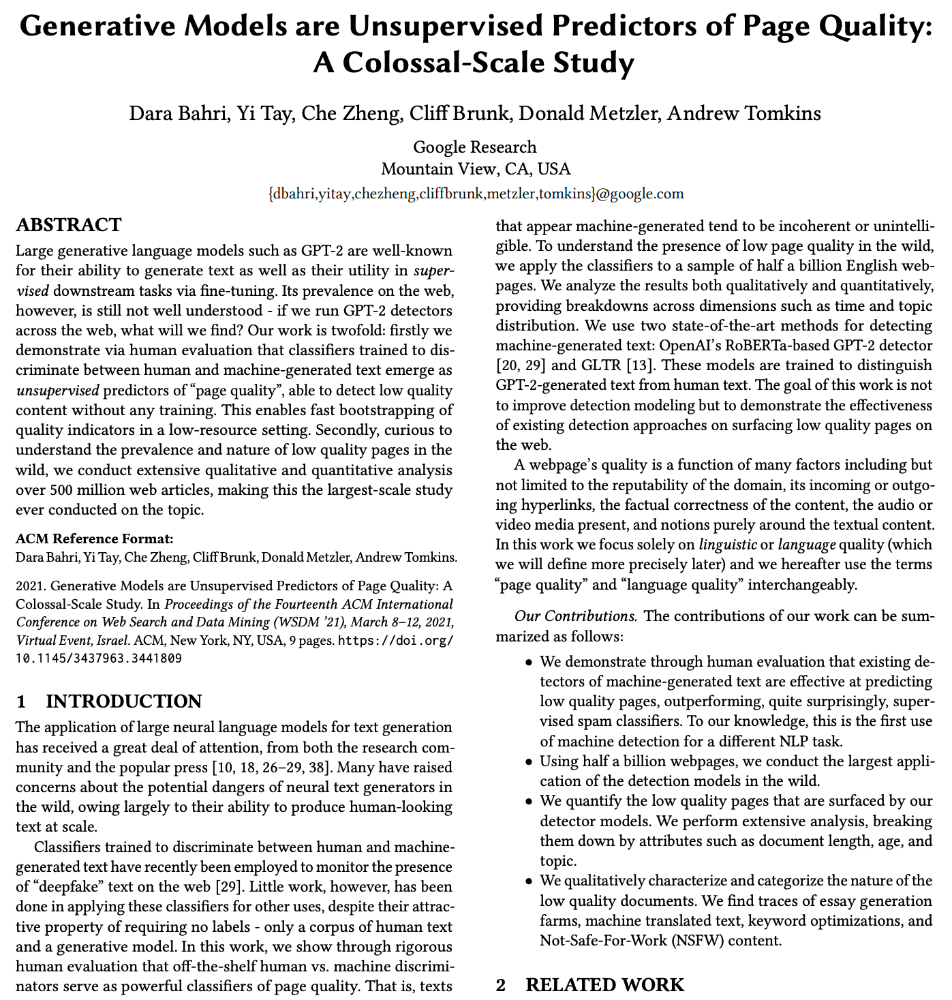 Generative Models are Unsupervised Predictors of Page Quality:
A Colossal-Scale Study
Dara Bahri, Yi Tay, Che Zheng, Cliff Brunk, Donald Metzler, Andrew Tomkins
Google Research
Mountain View, CA, USA
{dbahri,yitay,chezheng,cliffbrunk,metzler,tomkins}@google.com
ABSTRACT
Large generative language models such as GPT-2 are well-known
for their ability to generate text as well as their utility in super-
vised downstream tasks via fine-tuning. Its prevalence on the web,
however, is still not well understood - if we run GPT-2 detectors
across the web, what will we find? Our work is twofold: firstly we
demonstrate via human evaluation that classifiers trained to dis-
criminate between human and machine-generated text emerge as
unsupervised predictors of “page quality”, able to detect low quality
content without any training. This enables fast bootstrapping of
quality indicators in a low-resource setting. Secondly, curious to
understand the prevalence and nature of low quality pages in the
wild, we conduct extensive qualitative and quantitative analysis
over 500 million web articles, making this the largest-scale study
ever conducted on the topic.
ACM Reference Format:
Dara Bahri, Yi Tay, Che Zheng, Cliff Brunk, Donald Metzler, Andrew Tomkins.
2021. Generative Models are Unsupervised Predictors of Page Quality: A
Colossal-Scale Study. In Proceedings of the Fourteenth ACM International
Conference on Web Search and Data Mining (WSDM ’21), March 8–12, 2021,
Virtual Event, Israel. ACM, New York, NY, USA, 9 pages. https://doi.org/
10.1145/3437963.3441809
1 INTRODUCTION
The application of large neural language models for text generation
has received a great deal of attention, from both the research com-
munity and the popular press [10, 18, 26–29, 38]. Many have raised
concerns about the potential dangers of neural text generators in
the wild, owing largely to their ability to produce human-looking
text at scale.
Classifiers trained to discriminate between human and machine-
generated text have recently been employed to monitor the presence
of “deepfake” text on the web [29]. Little work, however, has been
done in applying these classifiers for other uses, despite their attrac-
tive property of requiring no labels - only a corpus of human text
and a generative model. In this work, we show through rigorous
human evaluation that off-the-shelf human vs. machine discrimi-
nators serve as powerful classifiers of page quality. That is, texts
that appear machine-generated tend to be incoherent or unintelli-
gible. To understand the presence of low page quality in the wild,
we apply the classifiers to a sample of half a billion English web-
pages. We analyze the results both qualitatively and quantitatively,
providing breakdowns across dimensions such as time and topic
distribution. We use two state-of-the-art methods for detecting
machine-generated text: OpenAI’s RoBERTa-based GPT-2 detector
[20, 29] and GLTR [13]. These models are trained to distinguish
GPT-2-generated text from human text. The goal of this work is not
to improve detection modeling but to demonstrate the effectiveness
of existing detection approaches on surfacing low quality pages on
the web.
A webpage’s quality is a function of many factors including but
not limited to the reputability of the domain, its incoming or outgo-
ing hyperlinks, the factual correctness of the content, the audio or
video media present, and notions purely around the textual content.
In this work we focus solely on linguistic or language quality (which
we will define more precisely later) and we hereafter use the terms
“page quality” and “language quality” interchangeably.
Our Contributions. The contributions of our work can be sum-
marized as follows:
• We demonstrate through human evaluation that existing de-
tectors of machine-generated text are effective at predicting
low quality pages, outperforming, quite surprisingly, super-
vised spam classifiers. To our knowledge, this is the first use
of machine detection for a different NLP task.
• Using half a billion webpages, we conduct the largest appli-
cation of the detection models in the wild.
• We quantify the low quality pages that are surfaced by our
detector models. We perform extensive analysis, breaking
them down by attributes such as document length, age, and
topic.
• We qualitatively characterize and categorize the nature of the
low quality documents. We find traces of essay generation
farms, machine translated text, keyword optimizations, and
Not-Safe-For-Work (NSFW) content.
2 RELATED WORK